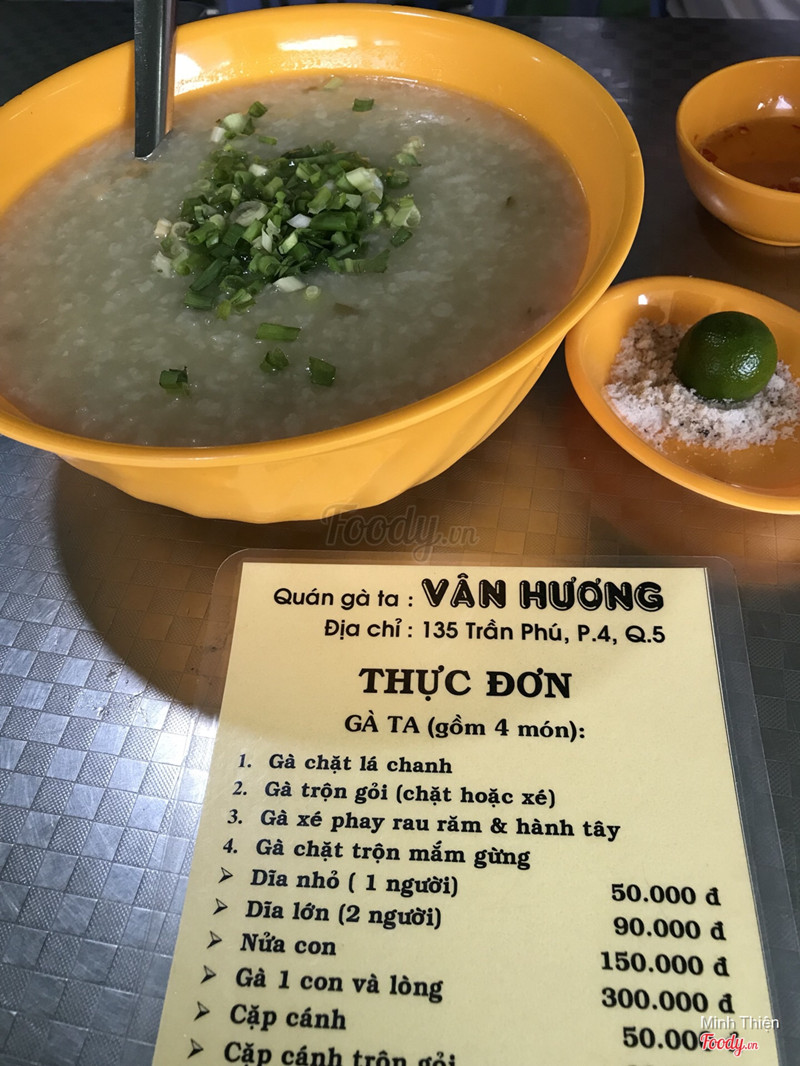 Foody.vn
Quán gà ta : VÂN HƯƠNG
Địa chỉ : 135 Trần Phú, P.4, Q.5
THỰC ĐƠN
GÀ TA (gồm 4 món):
1. Gà chặt lá chanh
2. Gà trộn gỏi (chặt hoặc xé)
3. Gà xé phay rau răm & hành tây
4. Gà chặt trộn mắm gừng
➢ Dĩa nhỏ ( 1 người) 50.000 đ
➢ Dĩa lớn (2 người) 90.000 đ
➢ Nửa con 150.000 đ
➢ Gà 1 con và lòng 300.000 đ
➢ Cặp cánh 50.000 đ
➢ Cặp cánh trộn gỏi
Minh Thiện
Foody.vn